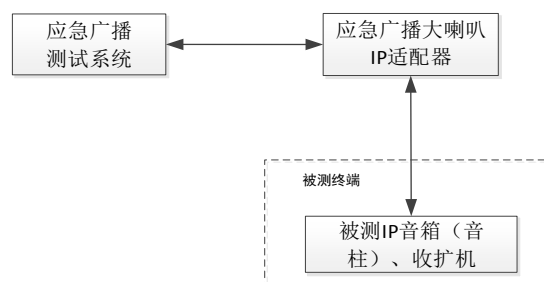 应急广播
测试系统
应急广播大喇叭
IP适配器
被测终端
被测IP音箱（音
柱）、收扩机